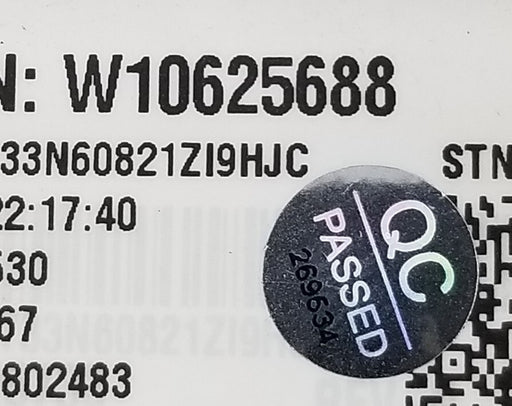 N: W10625688
33N60821ZI9HJC STN
22:17:40
530
67
802483
QC
PASSED
269634